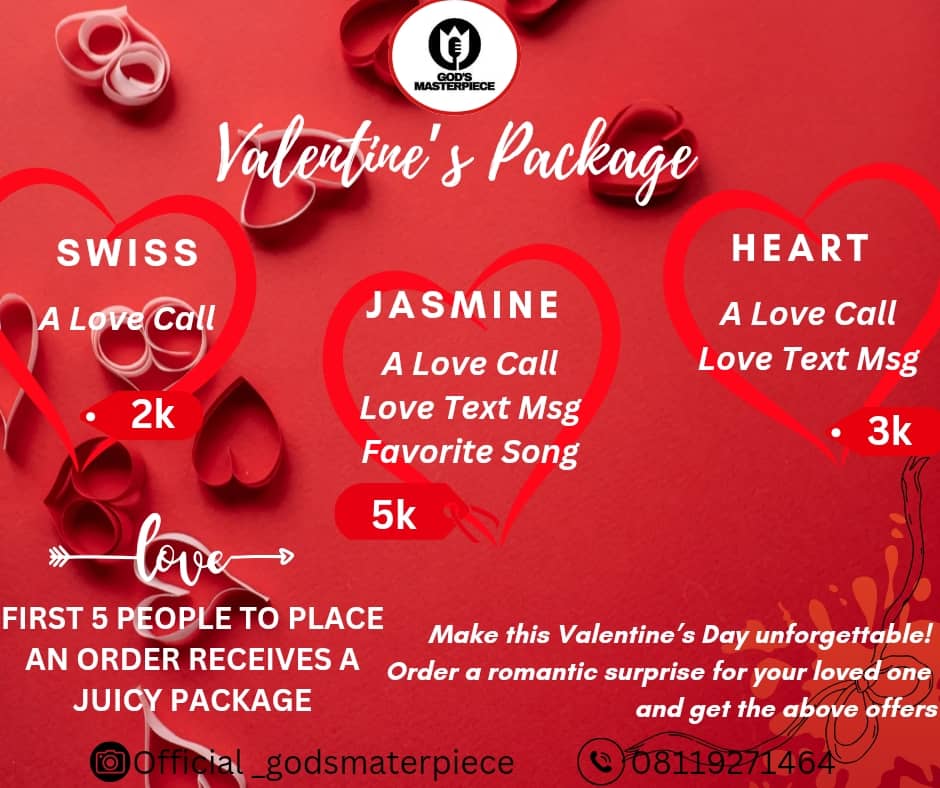 GOD'S
MASTERPIECE
Valentine's Package
SWISS
A Love Call
2k
JASMINE
A Love Call
Love Text Msg
Favorite Song
5k
HEART
A Love Call
Love Text Msg
3k
love
FIRST 5 PEOPLE TO PLACE
AN ORDER RECEIVES A
JUICY PACKAGE
Make this Valentine's Day unforgettable!
Order a romantic surprise for your loved one
and get the above offers
Official _godsmaterpiece
08119271464